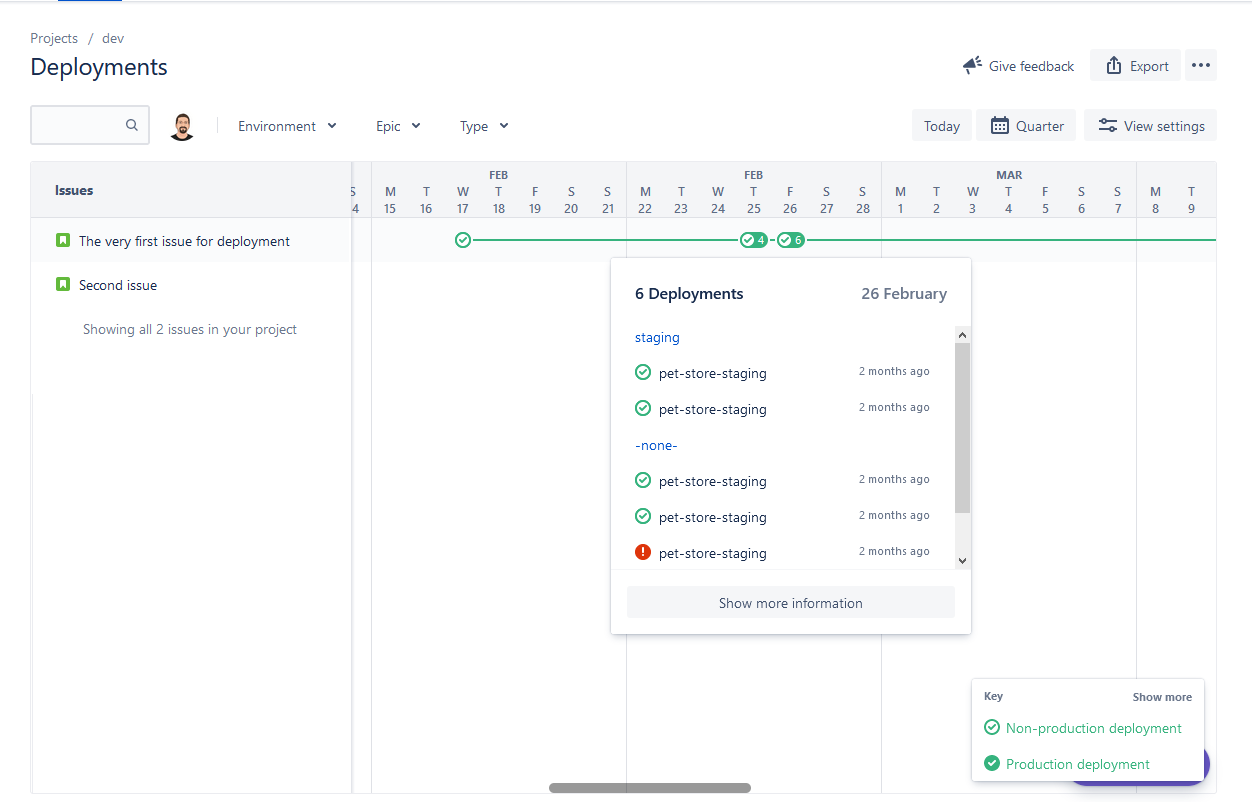 Projects / dev
Deployments
Give feedback
Export
Environment
Epic
Type
Today
Quarter
View settings
Issues
FEB
FEB
MAR
S M T W T F S S M T W T F S S M T W T F S S M T
4 15 16 17 18 19 20 21 22 23 24 25 26 27 28 1 2 3 4 5 6 7 8 9
The very first issue for deployment
4
6
Second issue
Showing all 2 issues in your project
6 Deployments 26 February
staging
pet-store-staging 2 months ago
pet-store-staging 2 months ago
-none-
pet-store-staging 2 months ago
pet-store-staging 2 months ago
pet-store-staging 2 months ago
Show more information
Key Show more
Non-production deployment
Production deployment